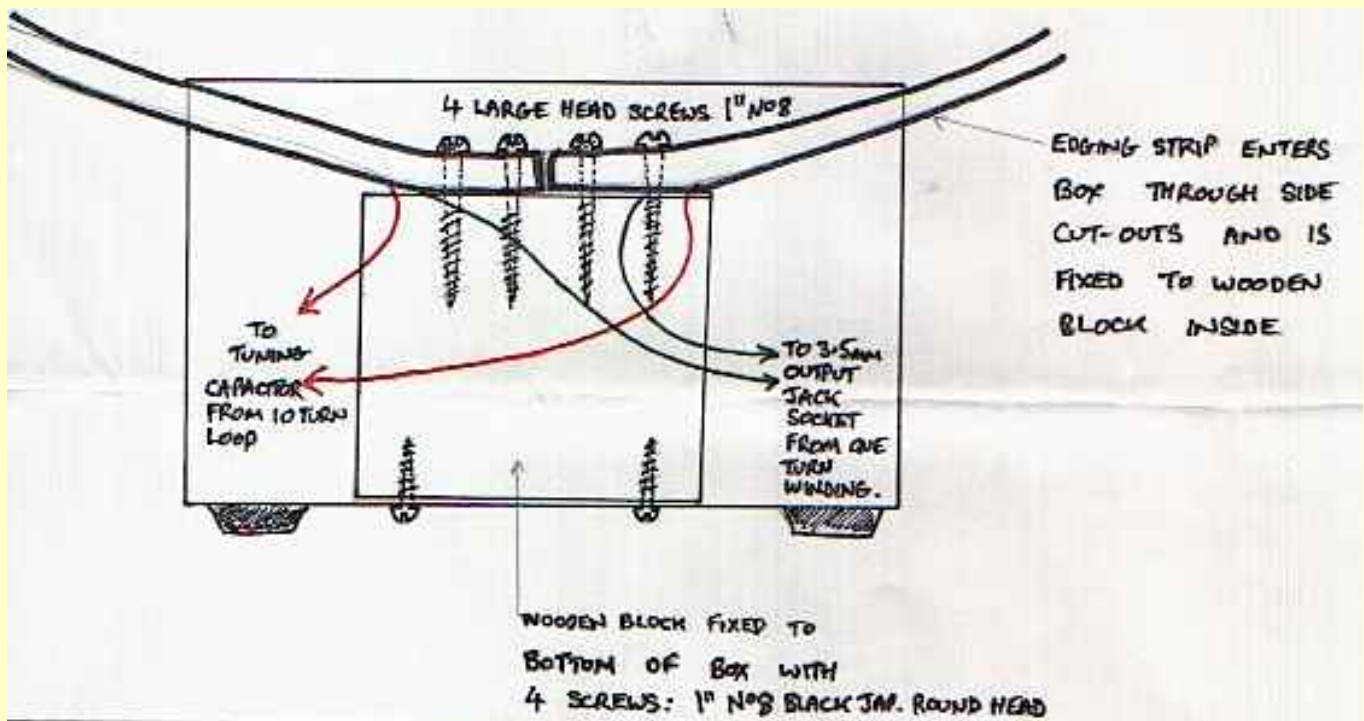 4 LARGE HEAD SCREWS 1" No8
EDGING STRIP ENTERS
BOX THROUGH SIDE
CUT-OUTS AND IS
FIXED TO WOODEN
BLOCK INSIDE
TO
TUNING
CAPACITOR
FROM 10 TURN
LOOP
TO 3.5mm
OUTPUT
JACK
SOCKET
FROM ONE
TURN
WINDING.
WOODEN BLOCK FIXED TO
BOTTOM OF BOX WITH
4 SCREWS: 1" No8 BLACK JAP. ROUND HEAD